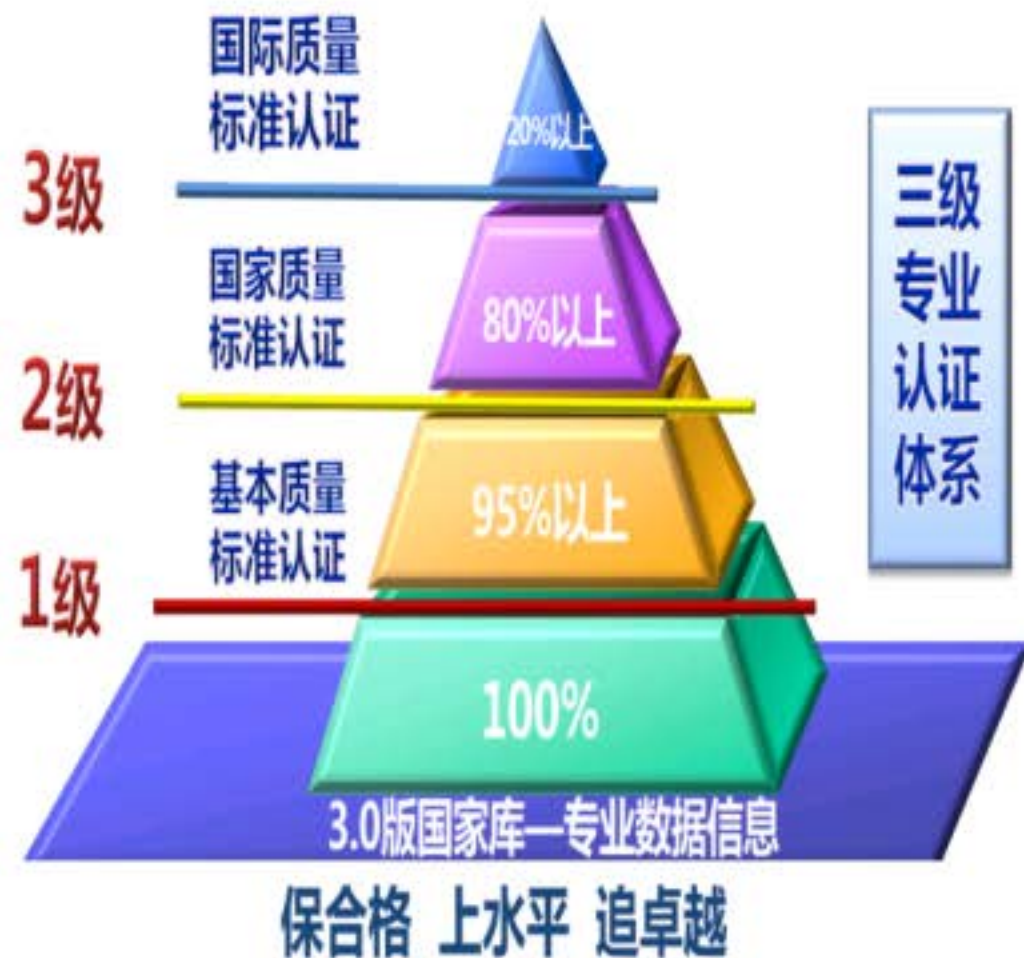 国际质量
标准认证
20%以上
3级
国家质量
标准认证
80%以上
2级
基本质量
标准认证
95%以上
1级
100%
3.0版国家库—专业数据信息
保合格 上水平 追卓越
三级
专业
认证
体系